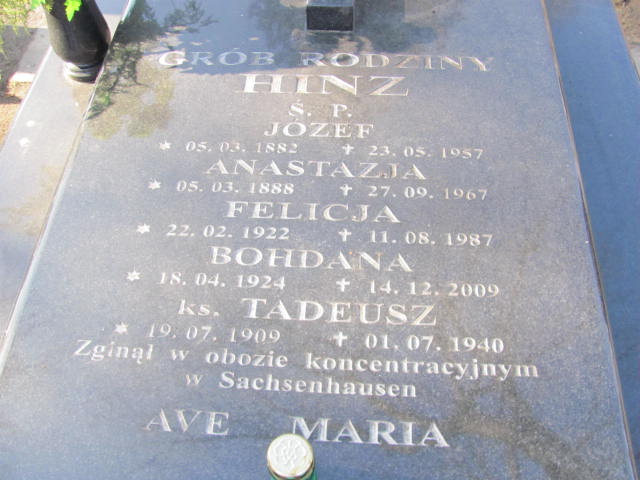 GRÓB RODZINY
HINZ
Ś. P.
JÓZEF
* 05. 03. 1882 ✝ 23. 05. 1957
ANASTAZJA
* 05. 03. 1888 ✝ 27. 09. 1967
FELICJA
* 22. 02. 1922 ✝ 11. 08. 1987
BOHDANA
* 18. 04. 1924 ✝ 14. 12. 2009
ks. TADEUSZ
* 19. 07. 1909 ✝ 01. 07. 1940
Zginął w obozie koncentracyjnym
w Sachsenhausen
AVE MARIA